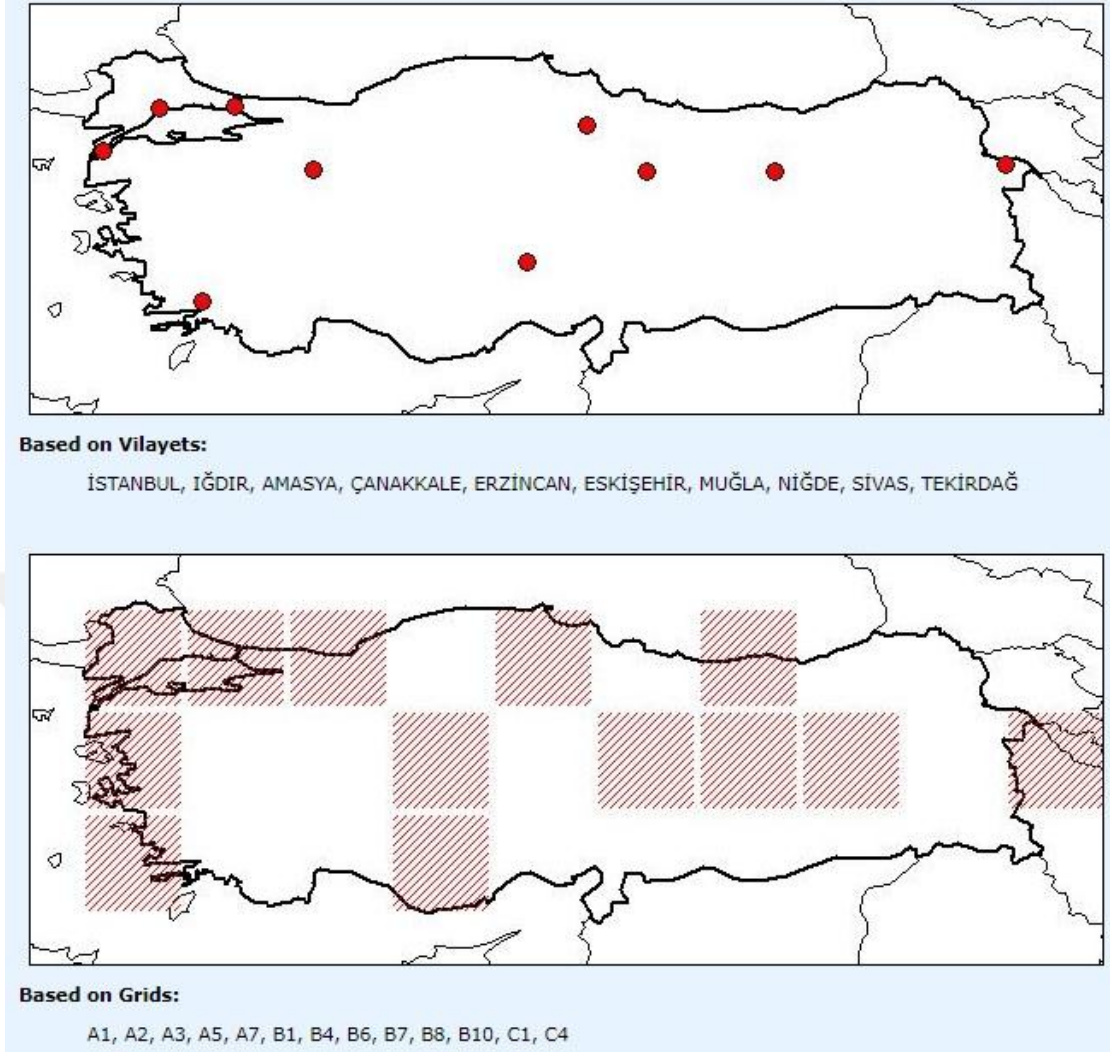 Based on Vilayets:
İSTANBUL, IĞDIR, AMASYA, ÇANAKKALE, ERZİNCAN, ESKİŞEHİR, MUĞLA, NİĞDE, SİVAS, TEKİRDAĞ
Based on Grids:
A1, A2, A3, A5, A7, B1, B4, B6, B7, B8, B10, C1, C4